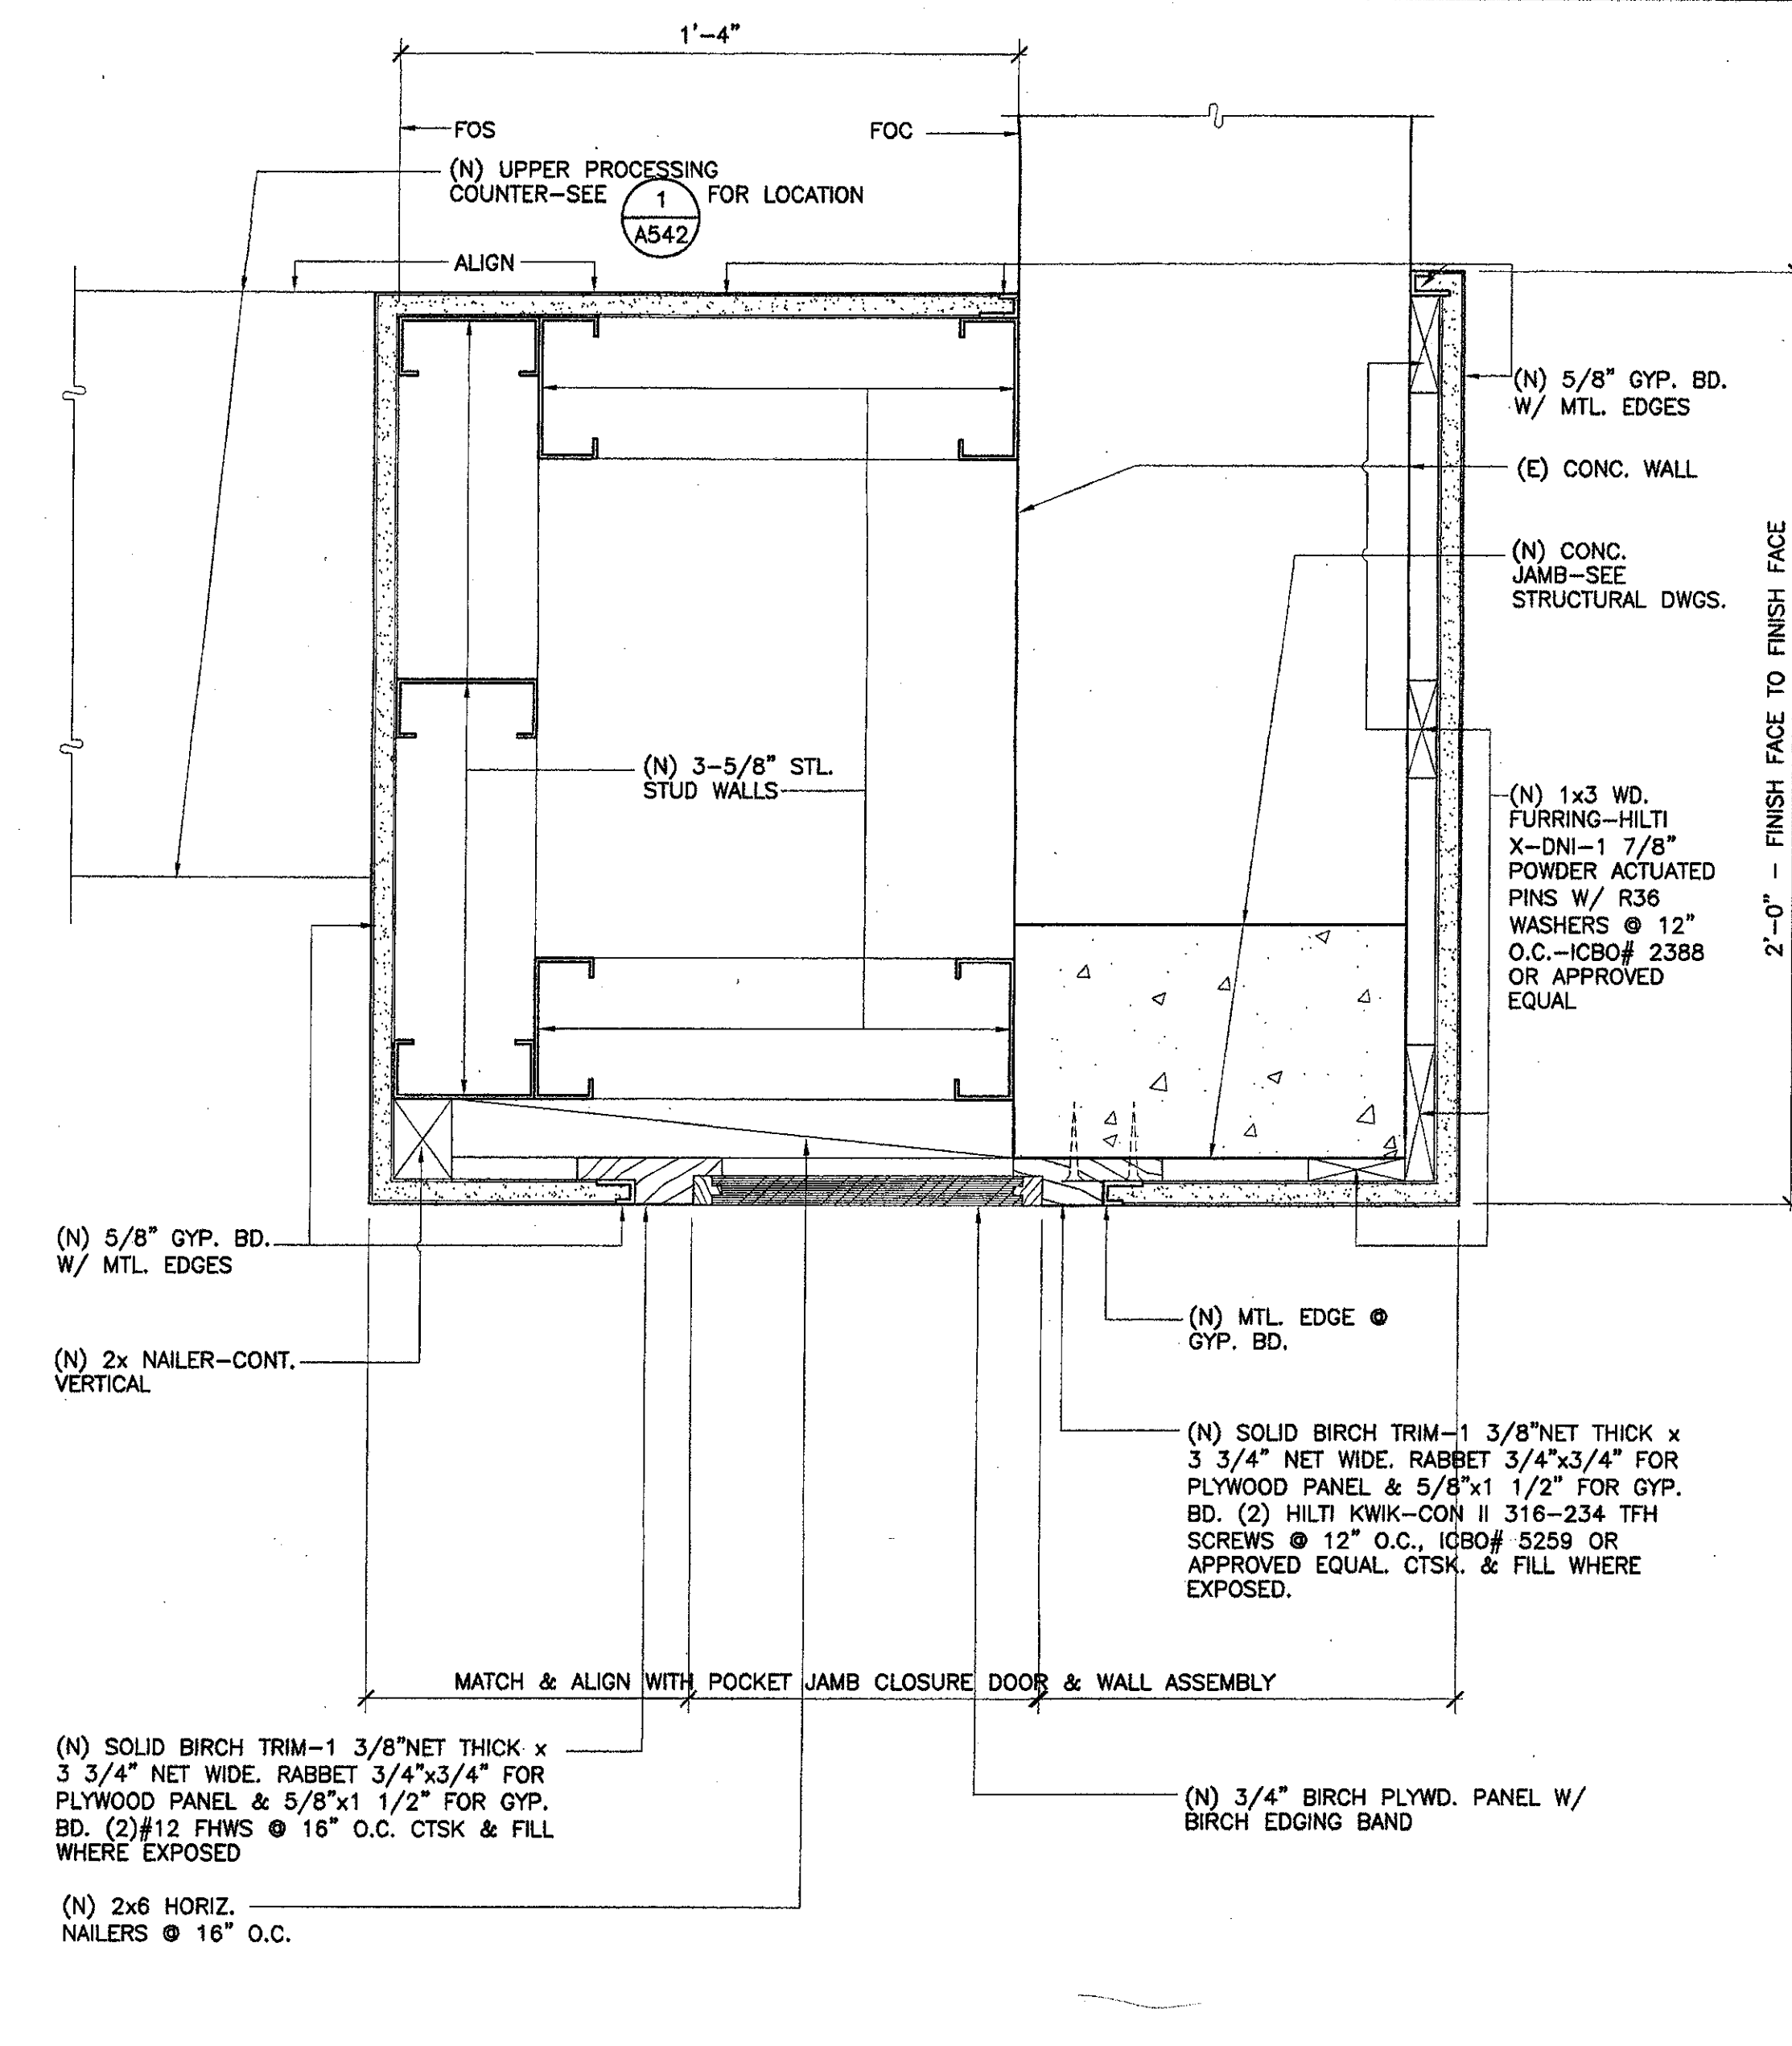 1'-4"
FOS
FOC
(N) UPPER PROCESSING
COUNTER-SEE 1 FOR LOCATION
A542
ALIGN
(N) 5/8" GYP. BD.
W/ MTL. EDGES
(E) CONC. WALL
(N) CONC.
JAMB-SEE
STRUCTURAL DWGS.
2'-0" - FINISH FACE TO FINISH FACE
(N) 3-5/8" STL.
STUD WALLS
(N) 1x3 WD.
FURRING-HILTI
X-DNI-1 7/8"
POWDER ACTUATED
PINS W/ R36
WASHERS @ 12"
O.C.-ICBO# 2388
OR APPROVED
EQUAL
(N) 5/8" GYP. BD.
W/ MTL. EDGES
(N) 2x NAILER-CONT.
VERTICAL
(N) MTL. EDGE @
GYP. BD.
(N) SOLID BIRCH TRIM-1 3/8"NET THICK x
3 3/4" NET WIDE. RABBET 3/4"x3/4" FOR
PLYWOOD PANEL & 5/8"x1 1/2" FOR GYP.
BD. (2) HILTI KWIK-CON II 316-234 TFH
SCREWS @ 12" O.C., ICBO# 5259 OR
APPROVED EQUAL. CTSK. & FILL WHERE
EXPOSED.
MATCH & ALIGN WITH POCKET JAMB CLOSURE DOOR & WALL ASSEMBLY
(N) SOLID BIRCH TRIM-1 3/8"NET THICK x
3 3/4" NET WIDE. RABBET 3/4"x3/4" FOR
PLYWOOD PANEL & 5/8"x1 1/2" FOR GYP.
BD. (2)#12 FHWS @ 16" O.C. CTSK & FILL
WHERE EXPOSED
(N) 3/4" BIRCH PLYWD. PANEL W/
BIRCH EDGING BAND
(N) 2x6 HORIZ.
NAILERS @ 16" O.C.